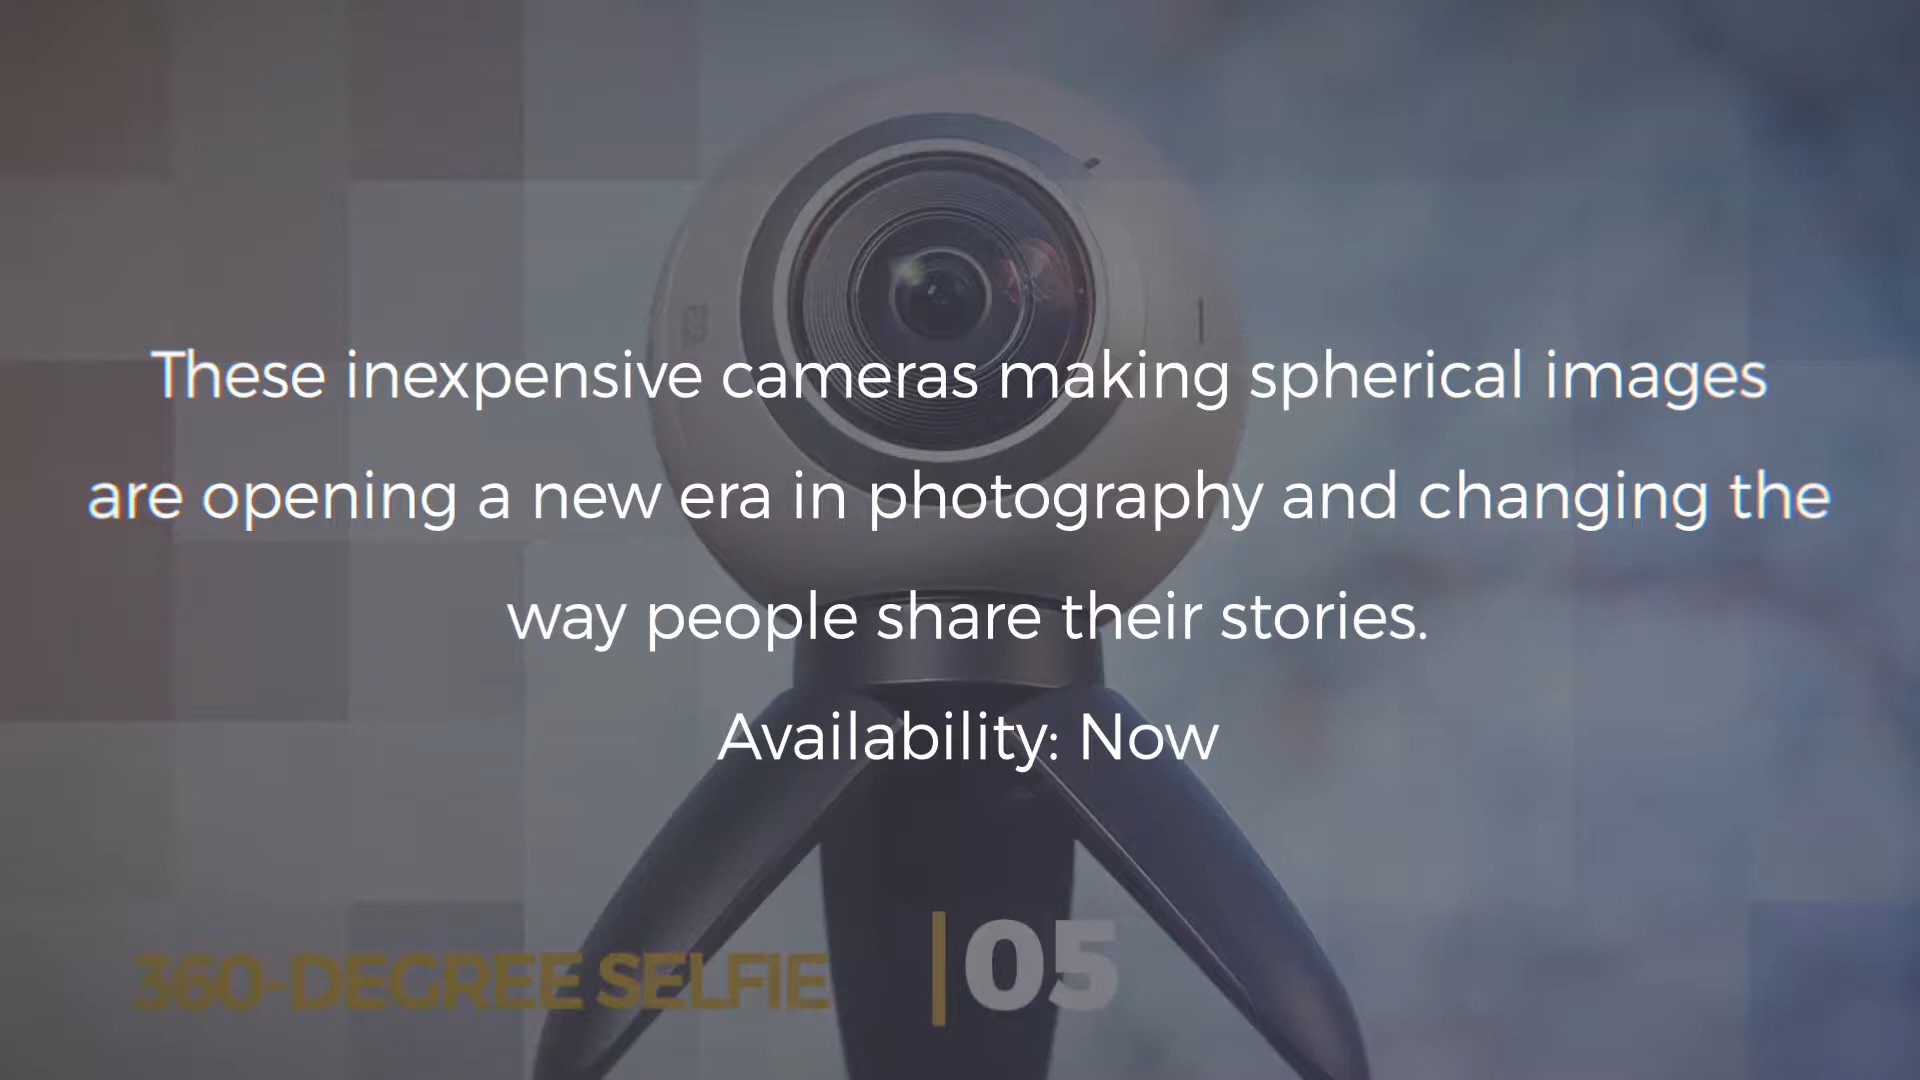 These inexpensive cameras making spherical images
are opening a new era in photography and changing the
way people share their stories.
Availability: Now
360-DEGREE SELFIE
05